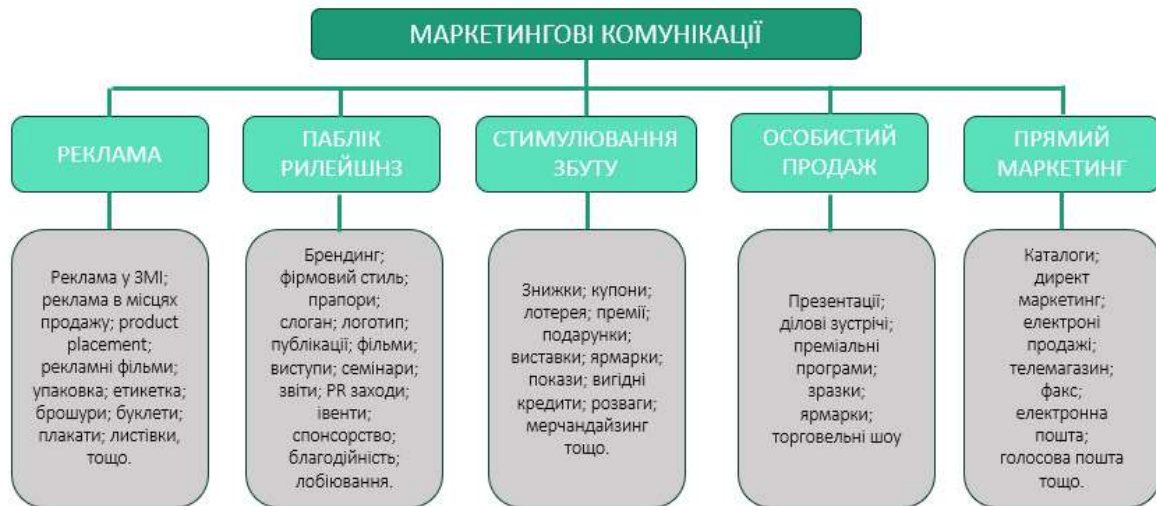 МАРКЕТИНГОВІ КОМУНІКАЦІЇ
РЕКЛАМА
ПАБЛІК
РИЛЕЙШНЗ
СТИМУЛЮВАННЯ
ЗБУТУ
ОСОБИСТИЙ
ПРОДАЖ
ПРЯМИЙ
МАРКЕТИНГ
Реклама у ЗМІ;
реклама в місцях
продажу; product
placement;
рекламні фільми;
упаковка; етикетка;
брошури; буклети;
плакати; листівки,
тощо.
Брендинг;
фірмовий стиль;
прапори;
слоган; логотип;
публікації; фільми;
виступи; семінари;
звіти; PR заходи;
івенти;
спонсорство;
благодійність;
лобіювання.
Знижки; купони;
лотерея; премії;
подарунки;
виставки; ярмарки;
покази; вигідні
кредити; розваги;
мерчандайзинг
тощо.
Презентації;
ділові зустрічі;
преміальні
програми;
зразки;
ярмарки;
торговельні шоу
Каталоги;
директ
маркетинг;
електроні
продажі;
телемагазин;
факс;
електронна
пошта;
голосова пошта
тощо.